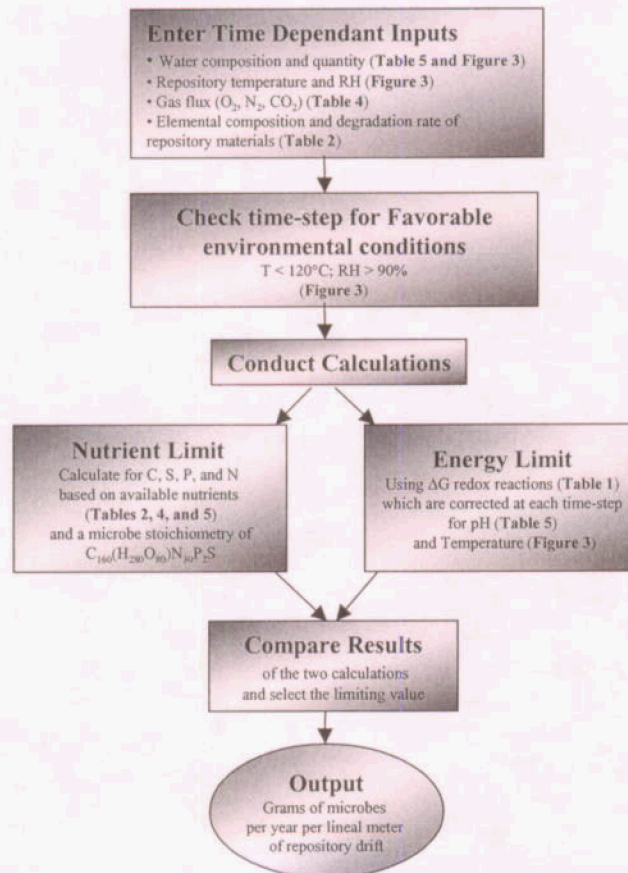 Enter Time Dependant Inputs
• Water composition and quantity (Table 5 and Figure 3)
• Repository temperature and RH (Figure 3)
• Gas flux (O₂, N₂, CO₂) (Table 4)
• Elemental composition and degradation rate of
repository materials (Table 2)
Check time-step for Favorable
environmental conditions
T < 120°C; RH > 90%
(Figure 3)
Conduct Calculations
Nutrient Limit
Calculate for C, S, P, and N
based on available nutrients
(Tables 2, 4, and 5)
and a microbe stoichiometry of
C₁₆₀(H₂₈₀O₈₀)N₃₀P₂S
Energy Limit
Using ΔG redox reactions (Table 1)
which are corrected at each time-step
for pH (Table 5)
and Temperature (Figure 3)
Compare Results
of the two calculations
and select the limiting value
Output
Grams of microbes
per year per lineal meter
of repository drift